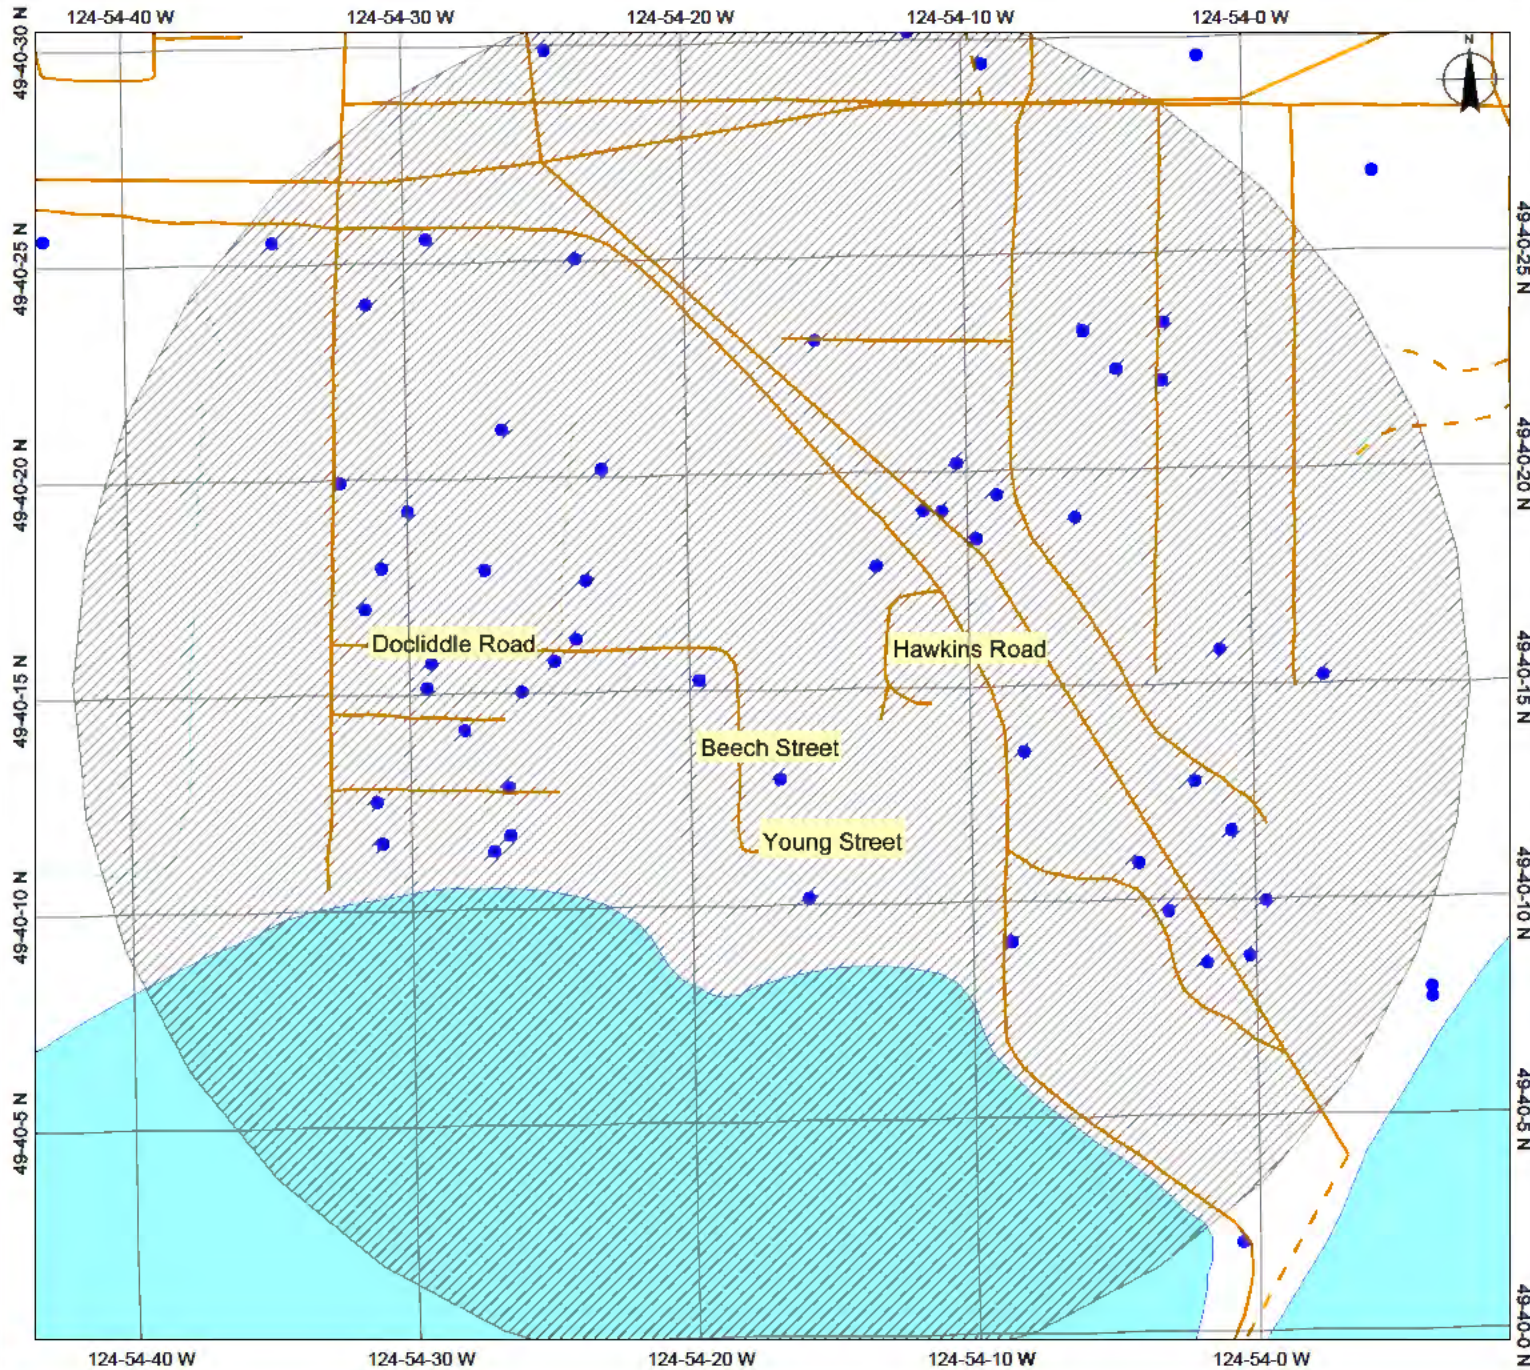 124-54-40 W 124-54-30 W 124-54-20 W 124-54-10 W 124-54-0 W
49-40-30 N
N
49-40-25 N
49-40-25 N
49-40-20 N
49-40-20 N
Docliddle Road
Hawkins Road
49-40-15 N
49-40-15 N
Beech Street
Young Street
49-40-10 N
49-40-10 N
49-40-5 N
49-40-5 N
49-40-0 N
124-54-40 W 124-54-30 W 124-54-20 W 124-54-10 W 124-54-0 W